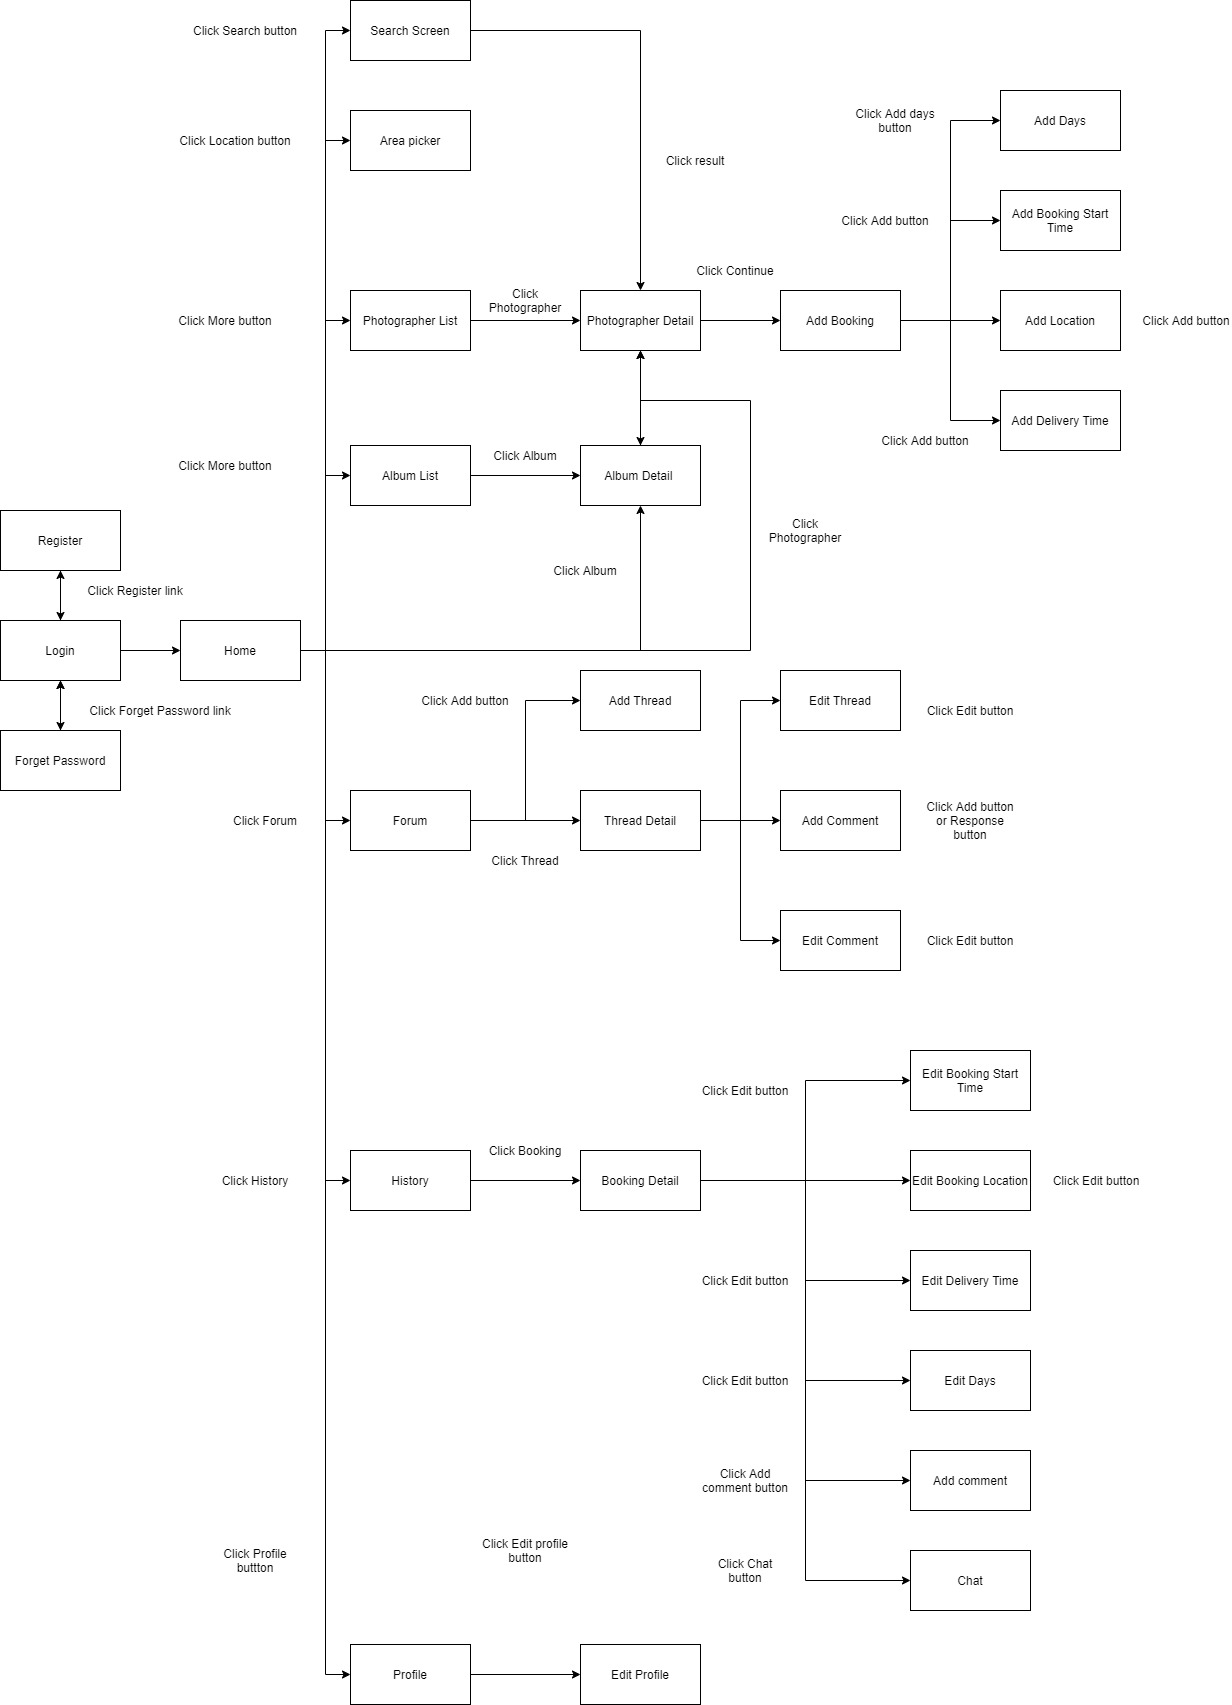 Click Search button
Search Screen
Click Add days
button
Add Days
Click Location button
Area picker
Click result
Click Add button
Add Booking Start
Time
Click Continue
Click More button
Photographer List
Click
Photographer
Photographer Detail
Add Booking
Add Location
Click Add button
Add Delivery Time
Click Add button
Click More button
Album List
Click Album
Album Detail
Click
Photographer
Register
Click Album
Click Register link
Login
Home
Click Forget Password link
Forget Password
Click Add button
Add Thread
Edit Thread
Click Edit button
Click Forum
Forum
Click Thread
Thread Detail
Add Comment
Click Add button
or Response
button
Edit Comment
Click Edit button
Click Edit button
Edit Booking Start
Time
Click History
History
Click Booking
Booking Detail
Edit Booking Location
Click Edit button
Click Edit button
Edit Delivery Time
Click Edit button
Edit Days
Click Add
comment button
Add comment
Click Profile
buttton
Click Edit profile
button
Click Chat
button
Chat
Profile
Edit Profile